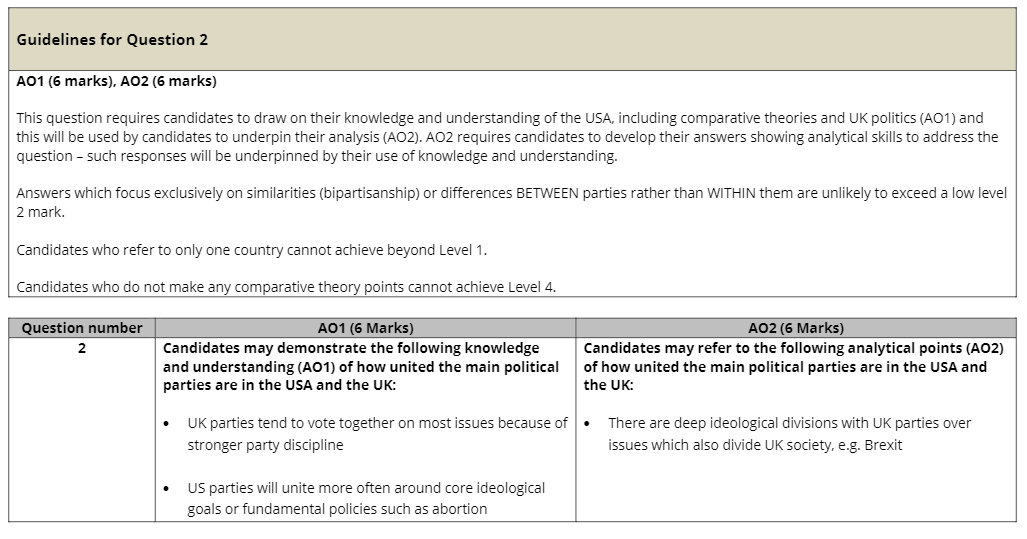 Guidelines for Question 2
AO1 (6 marks), AO2 (6 marks)
This question requires candidates to draw on their knowledge and understanding of the USA, including comparative theories and UK politics (AO1) and
this will be used by candidates to underpin their analysis (AO2). AO2 requires candidates to develop their answers showing analytical skills to address the
question – such responses will be underpinned by their use of knowledge and understanding.
Answers which focus exclusively on similarities (bipartisanship) or differences BETWEEN parties rather than WITHIN them are unlikely to exceed a low level
2 mark.
Candidates who refer to only one country cannot achieve beyond Level 1.
Candidates who do not make any comparative theory points cannot achieve Level 4.
Question number AO1 (6 Marks) AO2 (6 Marks)
2
Candidates may demonstrate the following knowledge
and understanding (AO1) of how united the main political
parties are in the USA and the UK:
• UK parties tend to vote together on most issues because of
stronger party discipline
• US parties will unite more often around core ideological
goals or fundamental policies such as abortion
Candidates may refer to the following analytical points (AO2)
of how united the main political parties are in the USA and
the UK:
• There are deep ideological divisions with UK parties over
issues which also divide UK society, e.g. Brexit